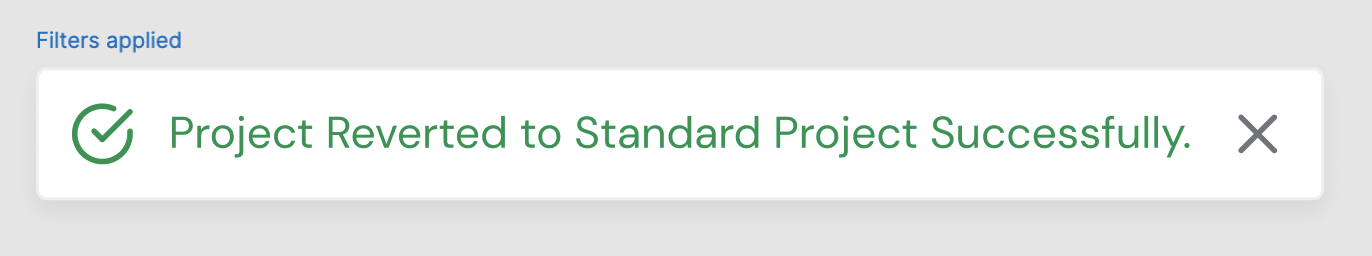 Filters applied
Project Reverted to Standard Project Successfully.